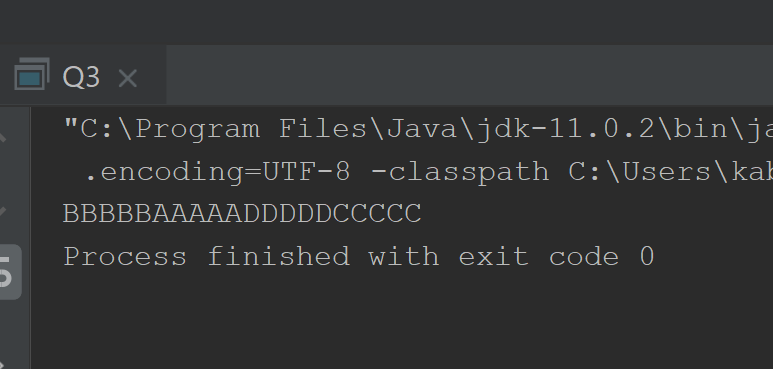 Q3
"C:\Program Files\Java\jdk-11.0.2\bin\ja
.encoding=UTF-8 -classpath C:\Users\kab
BBBBBAAAAADDDDDCCCCC
Process finished with exit code 0